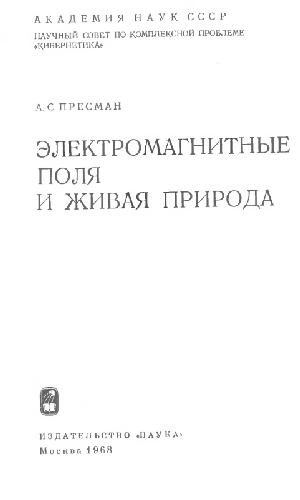 АКАДЕМИЯ НАУК СССР
НАУЧНЫЙ СОВЕТ ПО КОМПЛЕКСНОЙ ПРОБЛЕМЕ
«КИБЕРНЕТИКА»
А.С ПРЕСМАН
ЭЛЕКТРОМАГНИТНЫЕ
ПОЛЯ
И ЖИВАЯ ПРИРОДА
ИЗДАТЕЛЬСТВО «НАУКА»
Москва 1968